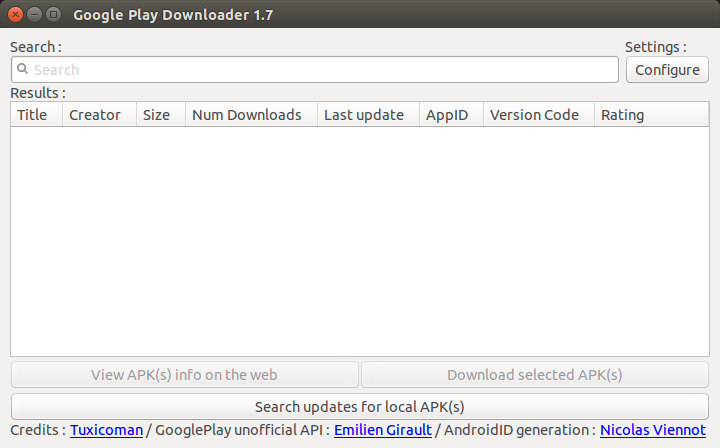 Google Play Downloader 1.7
Search :
Settings :
Search
Configure
Results :
Title Creator Size Num Downloads Last update AppID Version Code Rating
View APK(s) info on the web
Download selected APK(s)
Search updates for local APK(s)
Credits : Tuxicoman / GooglePlay unofficial API : Emilien Girault / AndroidID generation : Nicolas Viennot